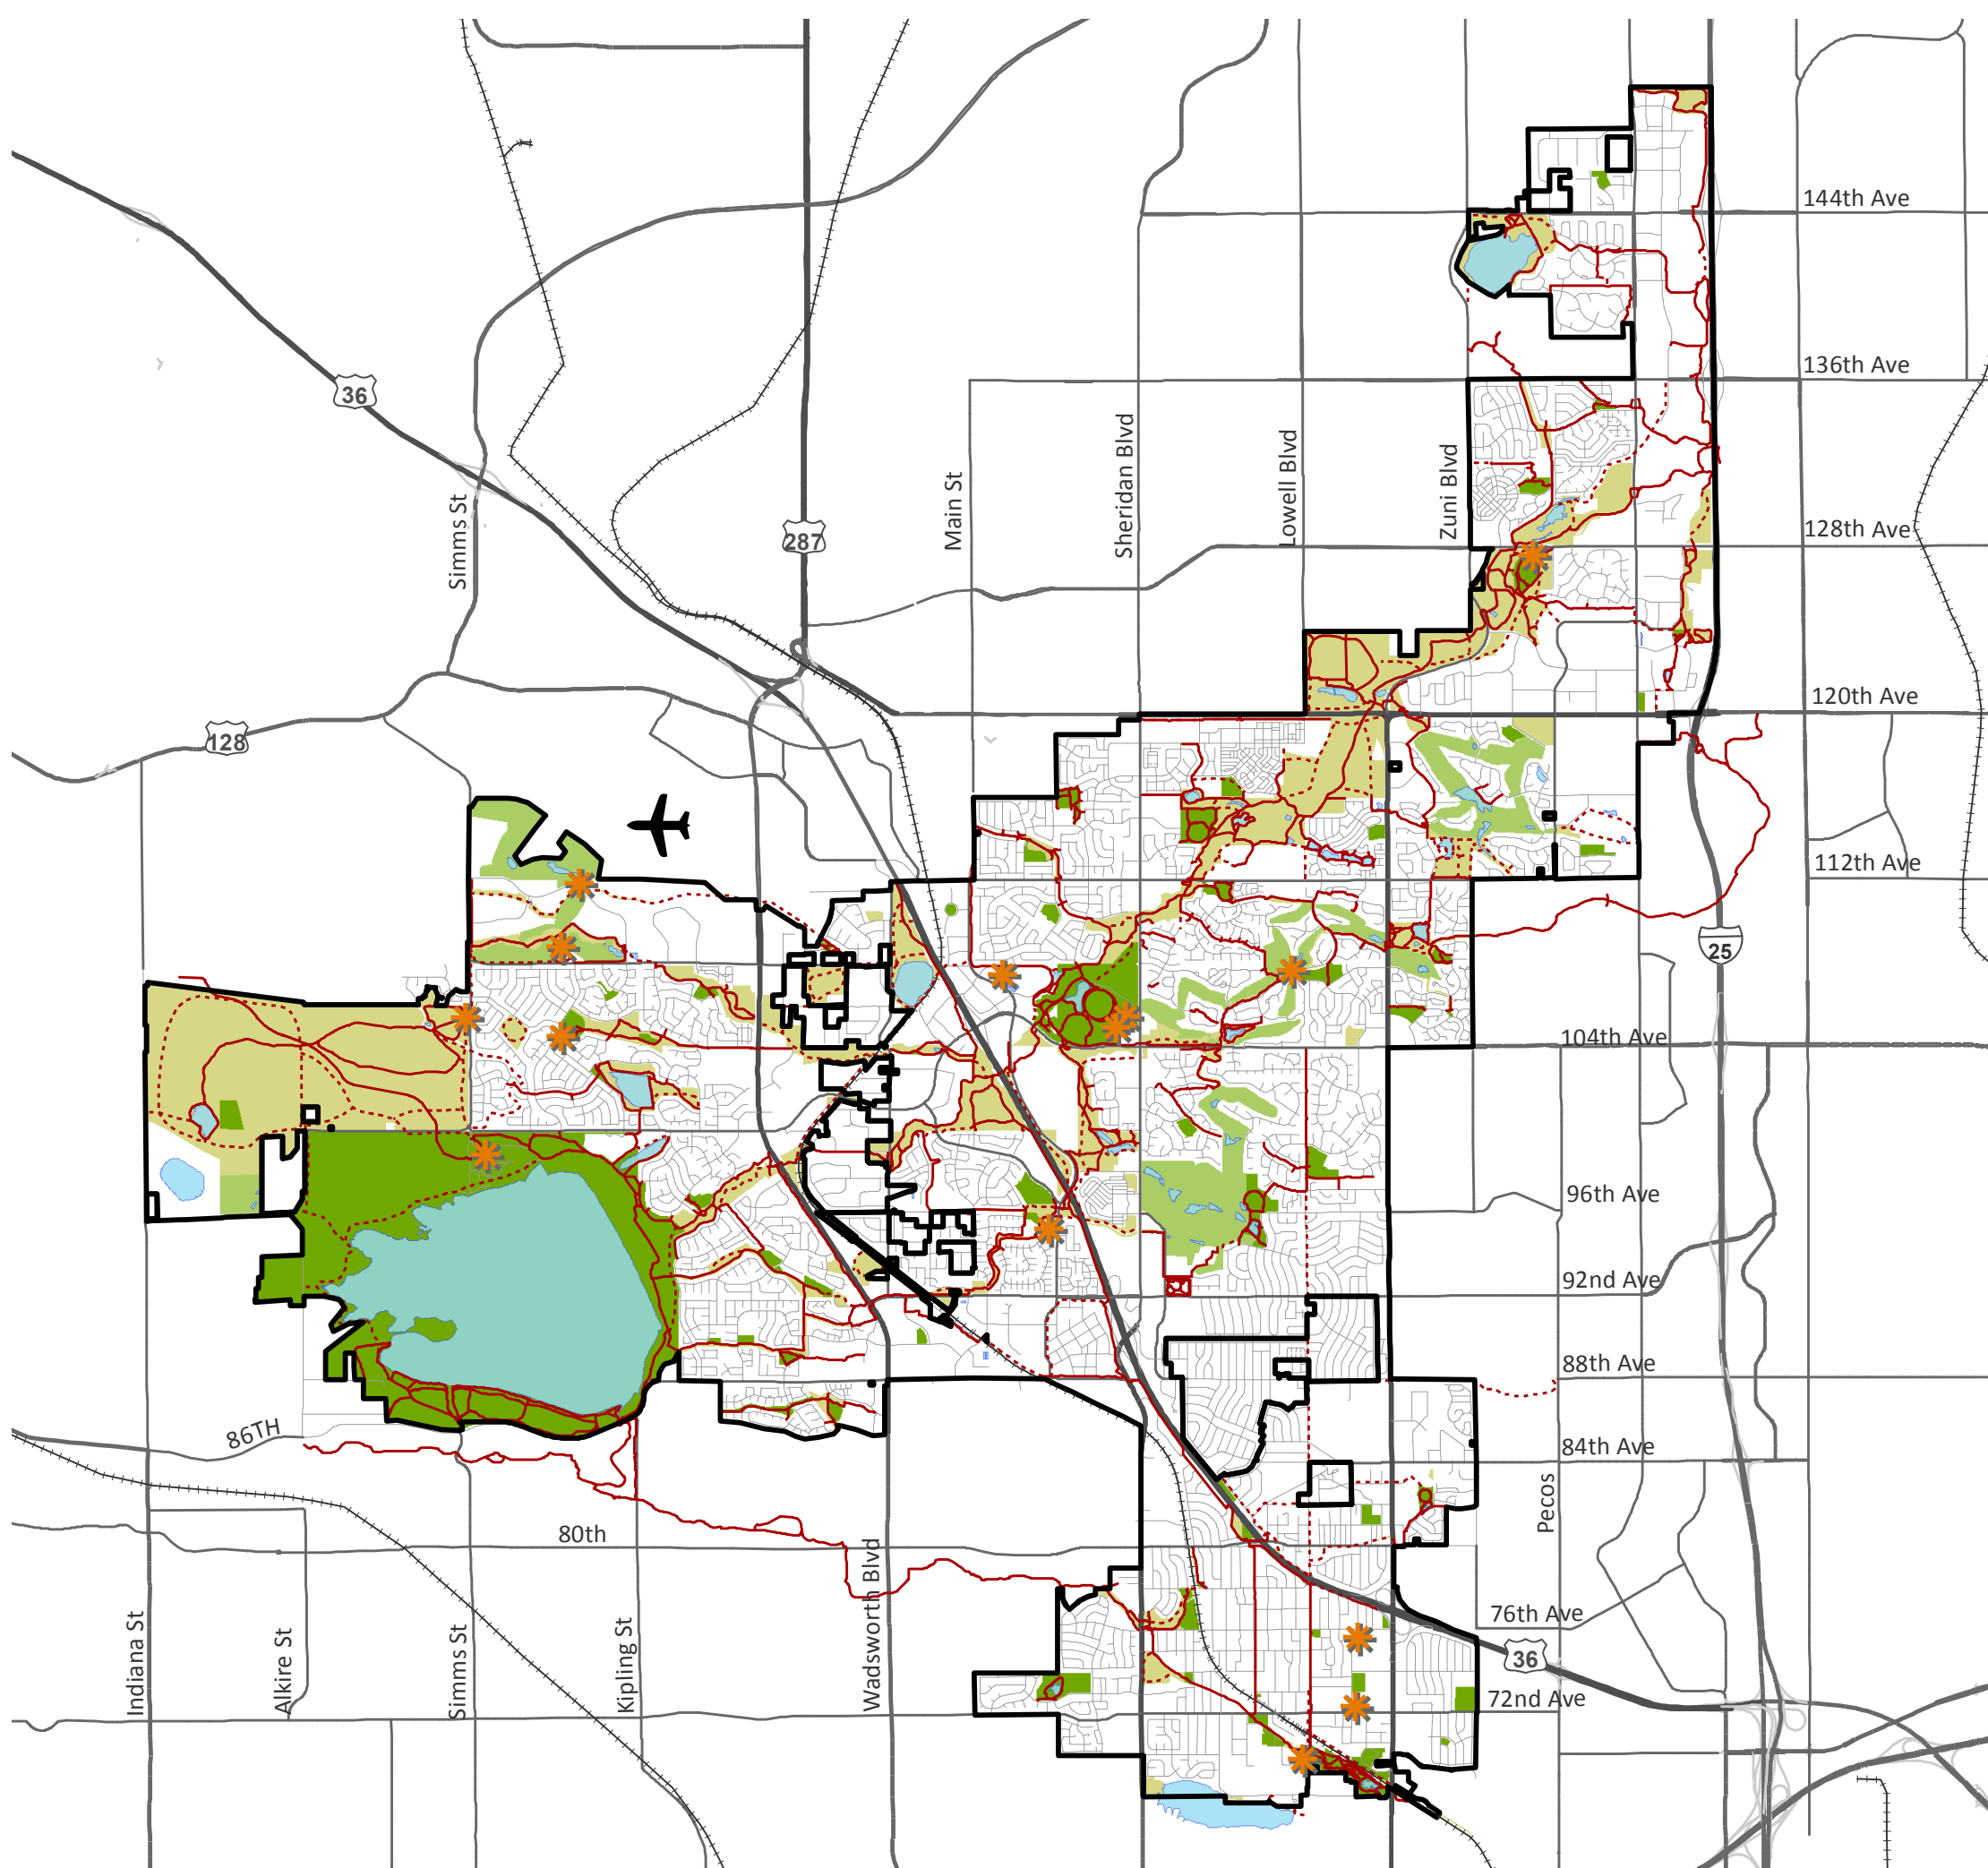 144th Ave
36
136th Ave
Main St
Sheridan Blvd
Lowell Blvd
Zuni Blvd
Simms St
287
128th Ave
120th Ave
128
112th Ave
25
104th Ave
96th Ave
92nd Ave
88th Ave
86TH
84th Ave
Pecos
80th
Wadsworth Blvd
76th Ave
Indiana St
Alkire St
Simms St
Kipling St
36
72nd Ave